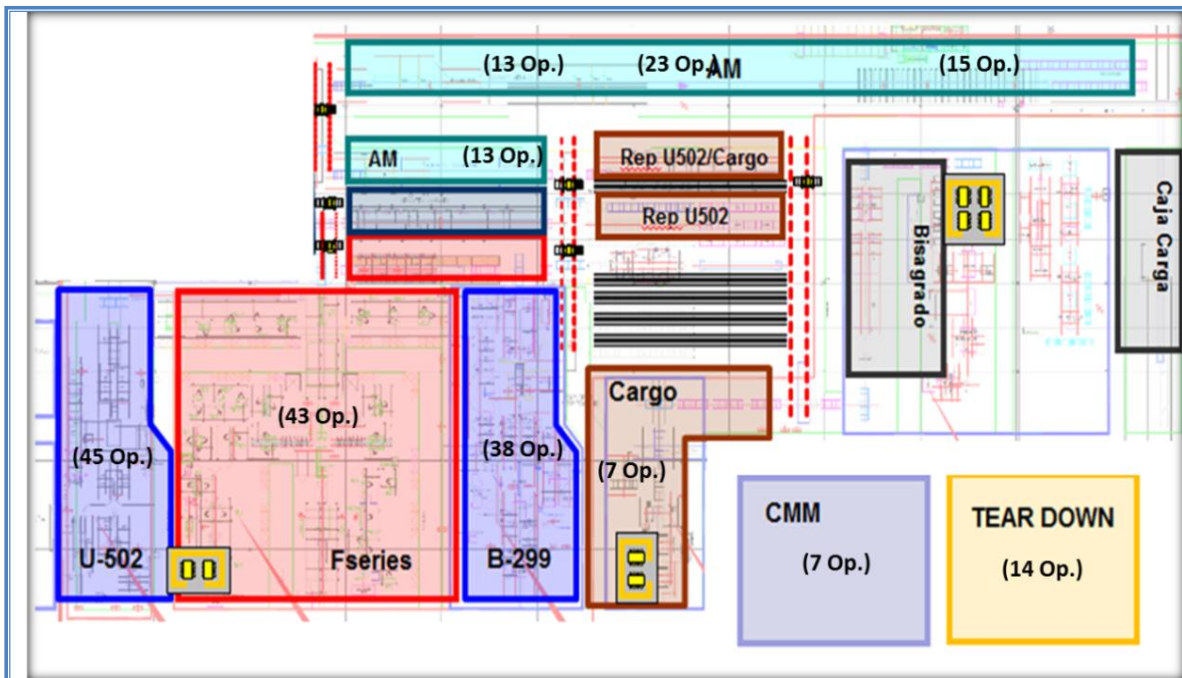 (13 Op.) (23 Op.) AM (15 Op.)
AM (13 Op.)
Rep U502/Cargo
Rep U502
Bisagrado
Caja Carga
Cargo
(43 Op.)
(45 Op.)
(38 Op.)
(7 Op.)
U-502
Fseries
B-299
CMM
(7 Op.)
TEAR DOWN
(14 Op.)